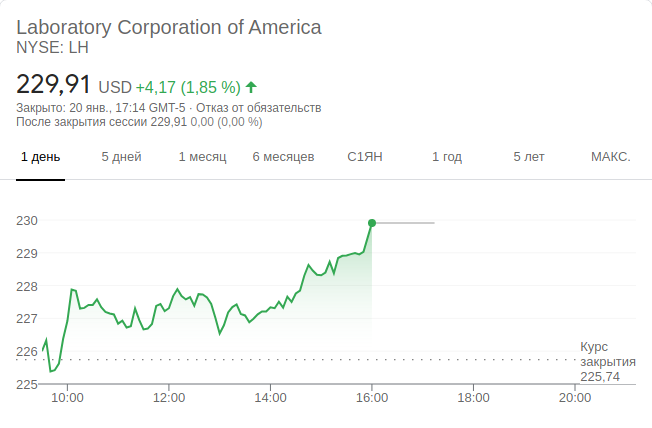 Laboratory Corporation of America
NYSE: LH
229,91 USD +4,17 (1,85 %)
Закрыто: 20 янв., 17:14 GMT-5 · Отказ от обязательств
После закрытия сессии 229,91 0,00 (0,00 %)
1 день 5 дней 1 месяц 6 месяцев С1ЯН 1 год 5 лет МАКС.
230
229
228
227
226
225
Курс
закрытия
225,74
10:00 12:00 14:00 16:00 18:00 20:00